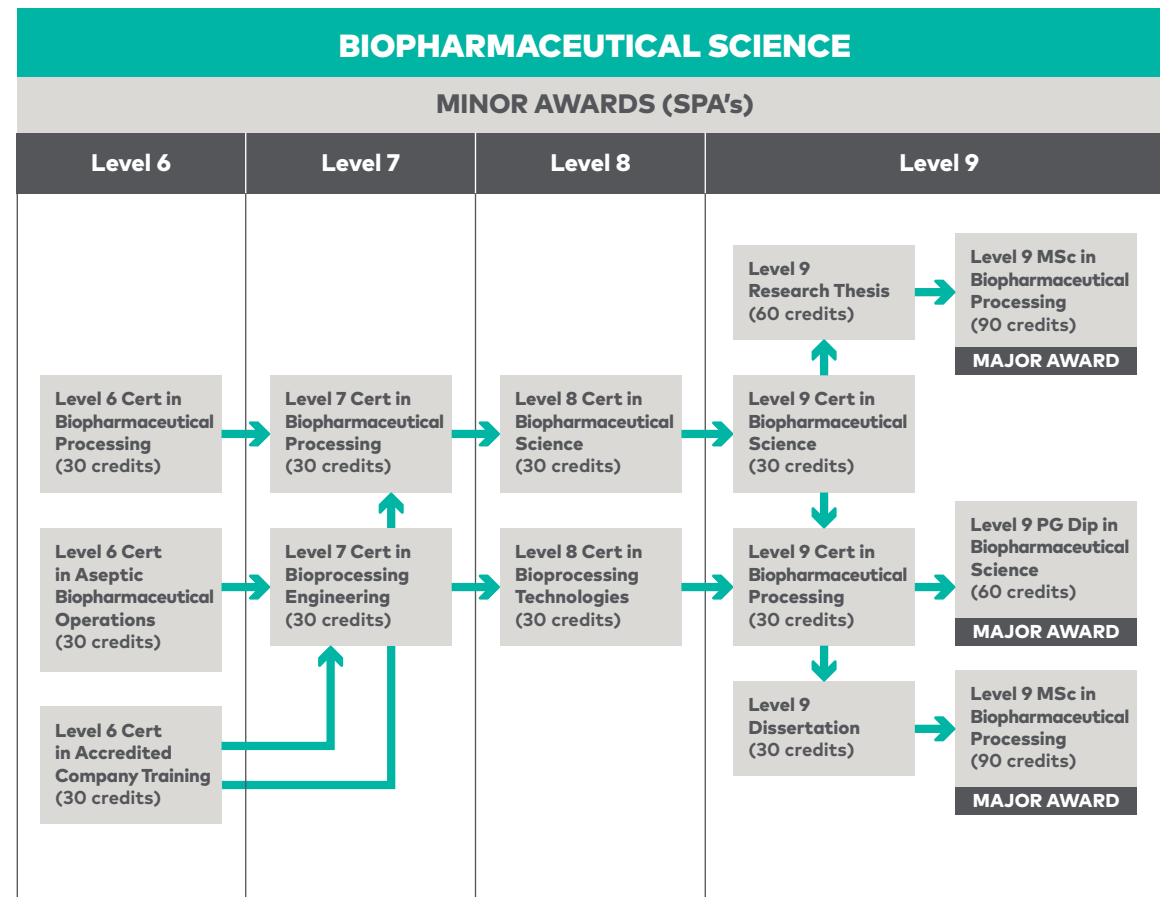 BIOPHARMACEUTICAL SCIENCE
MINOR AWARDS (SPA's)
Level 6
Level 7
Level 8
Level 9
Level 6 Cert in
Biopharmaceutical
Processing
(30 credits)
Level 6 Cert
in Aseptic
Biopharmaceutical
Operations
(30 credits)
Level 6 Cert
in Accredited
Company Training
(30 credits)
Level 7 Cert in
Biopharmaceutical
Processing
(30 credits)
Level 7 Cert in
Bioprocessing
Engineering
(30 credits)
Level 8 Cert in
Biopharmaceutical
Science
(30 credits)
Level 8 Cert in
Bioprocessing
Technologies
(30 credits)
Level 9
Research Thesis
(60 credits)
Level 9 Cert in
Biopharmaceutical
Science
(30 credits)
Level 9 Cert in
Biopharmaceutical
Processing
(30 credits)
Level 9
Dissertation
(30 credits)
Level 9 MSc in
Biopharmaceutical
Processing
(90 credits)
MAJOR AWARD
Level 9 PG Dip in
Biopharmaceutical
Science
(60 credits)
MAJOR AWARD
Level 9 MSc in
Biopharmaceutical
Processing
(90 credits)
MAJOR AWARD